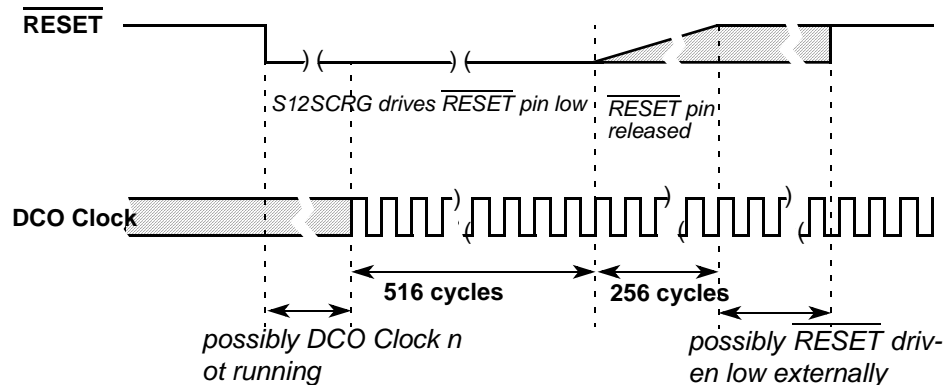 RESET
S12SCRG drives RESET pin low
RESET pin
released
DCO Clock
516 cycles
256 cycles
possibly DCO Clock n
ot running
possibly RESET driv-
en low externally